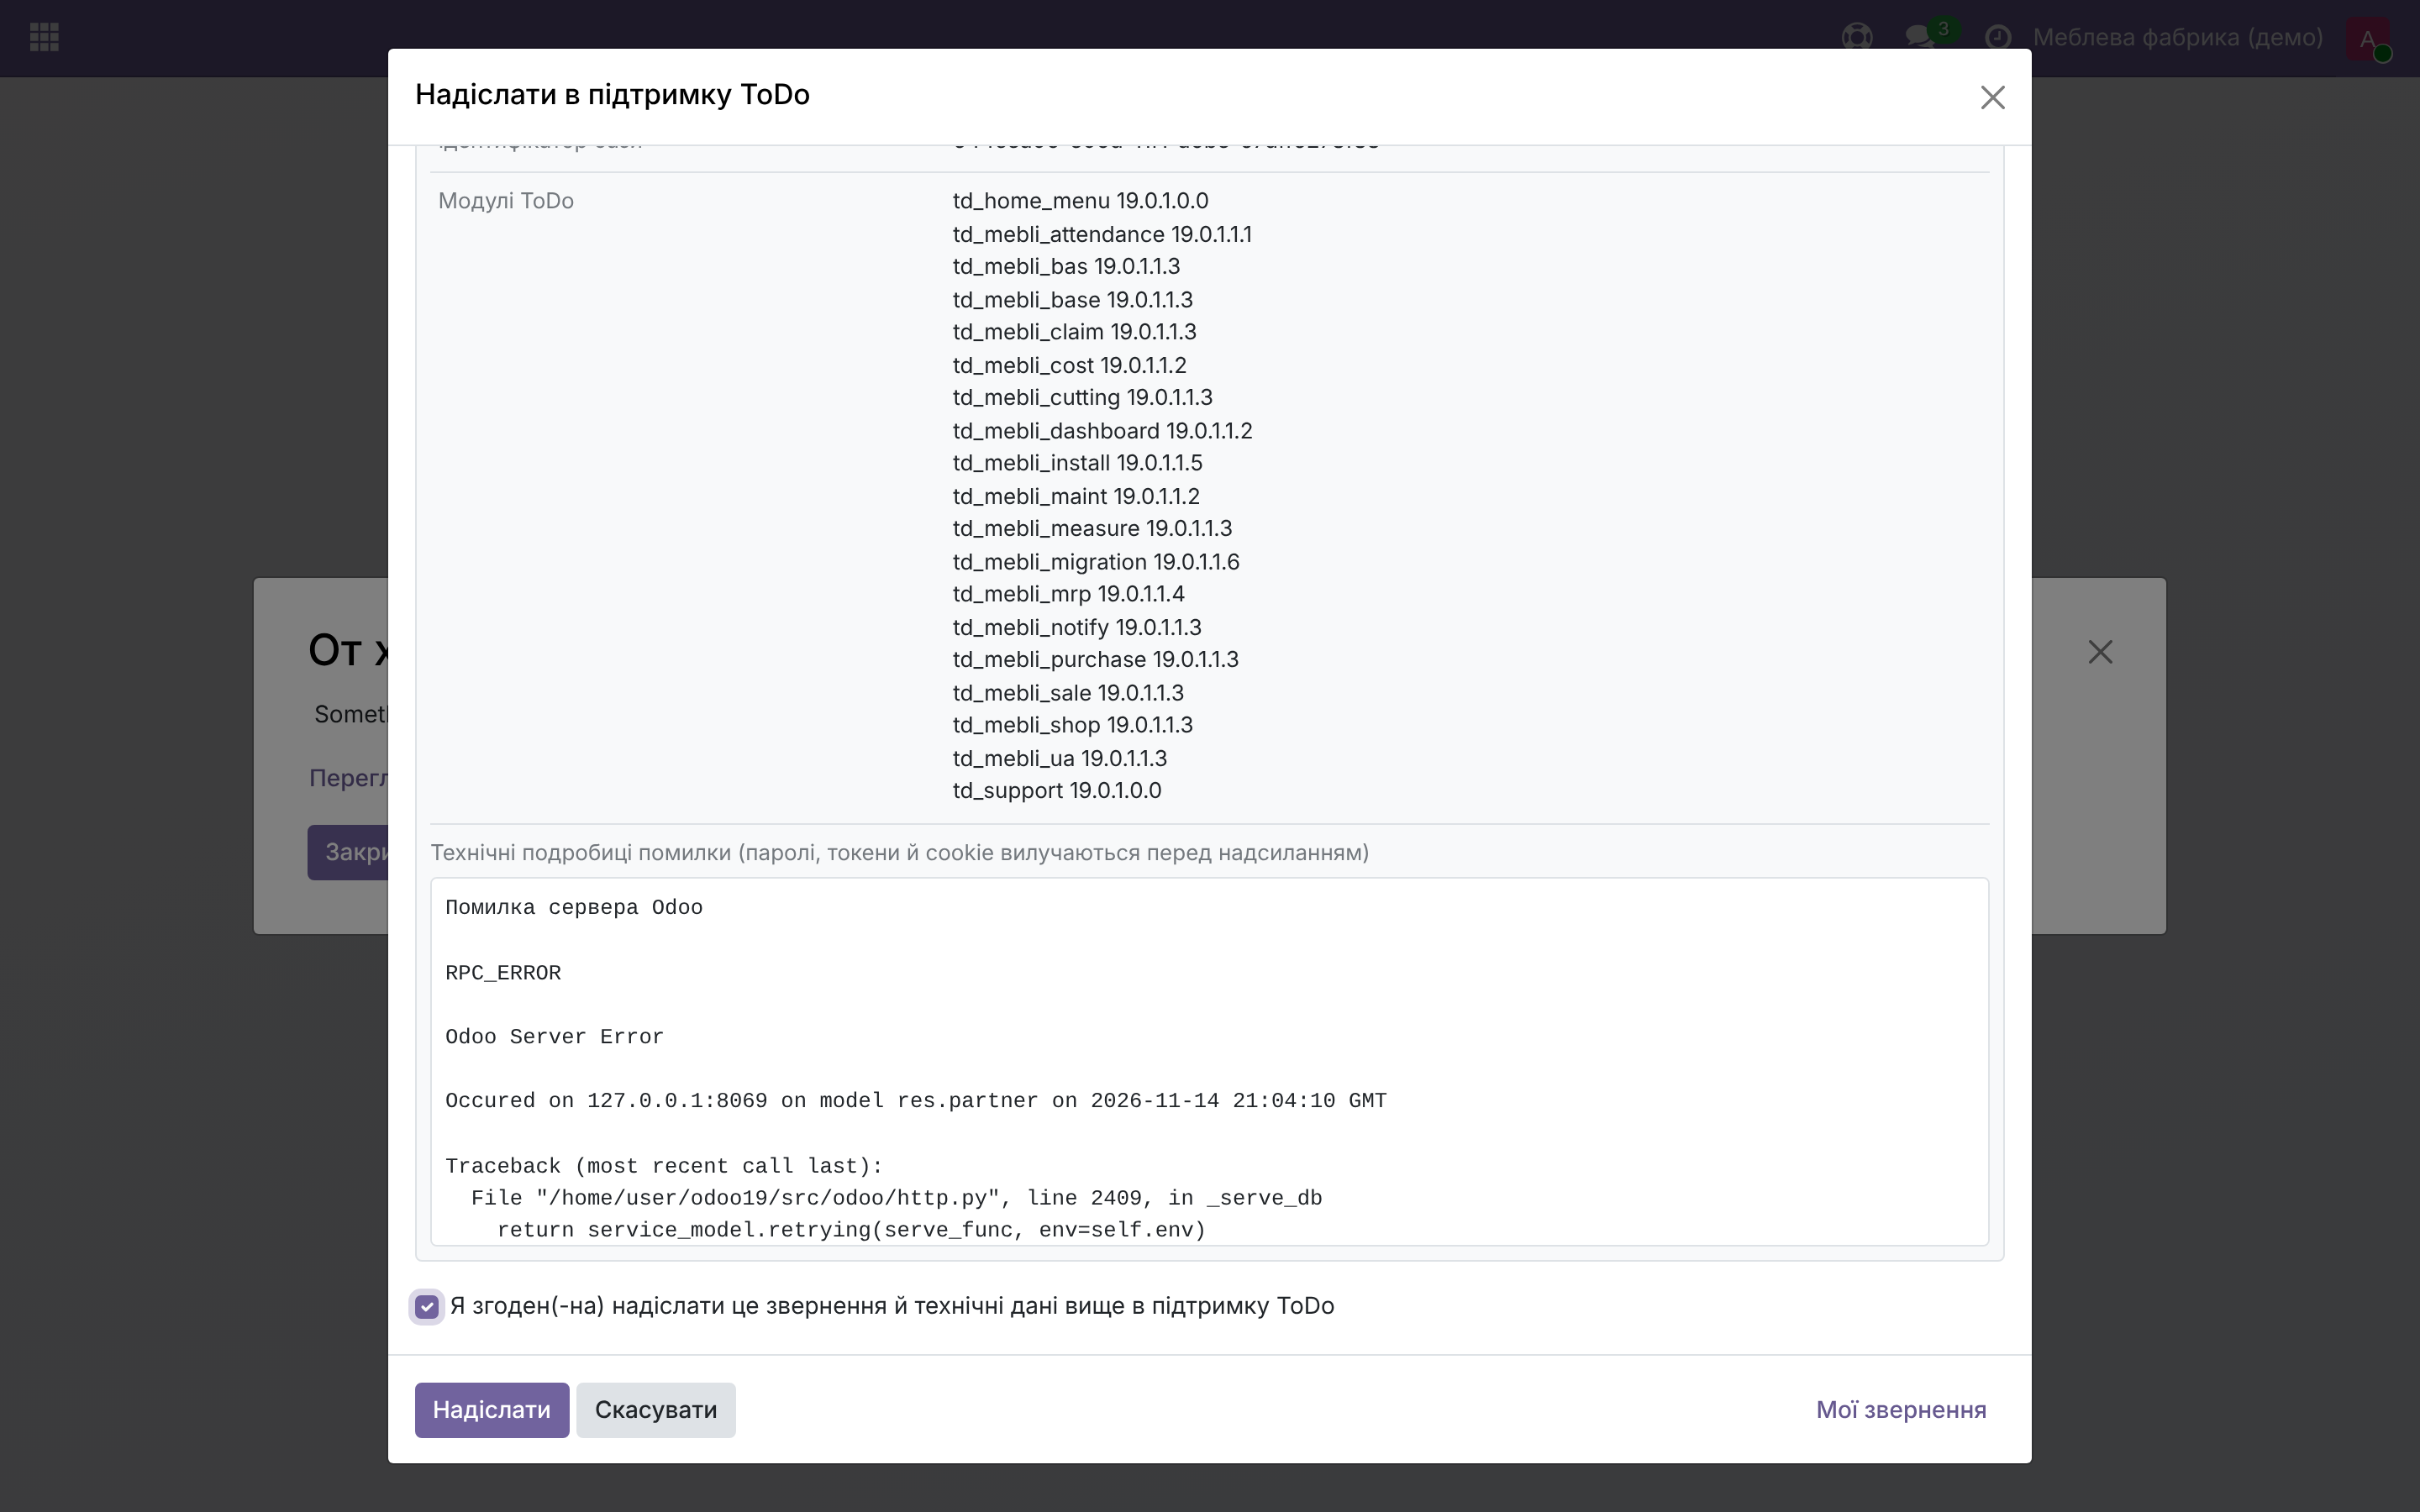 3
Меблева фабрика (демо)
A
Надіслати в підтримку ToDo
Модулі ToDo
td_home_menu 19.0.1.0.0
td_mebli_attendance 19.0.1.1.1
td_mebli_bas 19.0.1.1.3
td_mebli_base 19.0.1.1.3
td_mebli_claim 19.0.1.1.3
td_mebli_cost 19.0.1.1.2
td_mebli_cutting 19.0.1.1.3
td_mebli_dashboard 19.0.1.1.2
td_mebli_install 19.0.1.1.5
td_mebli_maint 19.0.1.1.2
td_mebli_measure 19.0.1.1.3
td_mebli_migration 19.0.1.1.6
td_mebli_mrp 19.0.1.1.4
td_mebli_notify 19.0.1.1.3
td_mebli_purchase 19.0.1.1.3
td_mebli_sale 19.0.1.1.3
td_mebli_shop 19.0.1.1.3
td_mebli_ua 19.0.1.1.3
td_support 19.0.1.0.0
От
Технічні подробиці помилки (паролі, токени й cookie вилучаються перед надсиланням)
Помилка сервера Odoo
RPC_ERROR
Odoo Server Error
Occured on 127.0.0.1:8069 on model res.partner on 2026-11-14 21:04:10 GMT
Traceback (most recent call last):
File "/home/user/odoo19/src/odoo/http.py", line 2409, in _serve_db
return service_model.retrying(serve_func, env=self.env)
Я згоден(-на) надіслати це звернення й технічні дані вище в підтримку ToDo
Надіслати
Скасувати
Мої звернення